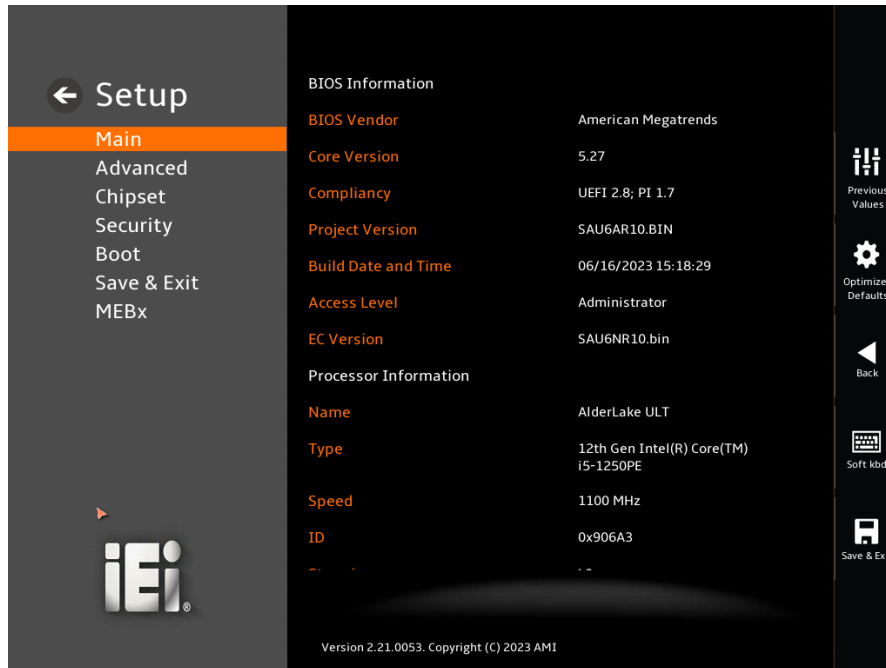 Setup
Main
Advanced
Chipset
Security
Boot
Save & Exit
MEBx
iEi®
BIOS Information
BIOS Vendor American Megatrends
Core Version 5.27
Compliancy UEFI 2.8; PI 1.7
Project Version SAU6AR10.BIN
Build Date and Time 06/16/2023 15:18:29
Access Level Administrator
EC Version SAU6NR10.bin
Processor Information
Name AlderLake ULT
Type 12th Gen Intel(R) Core(TM)
i5-1250PE
Speed 1100 MHz
ID 0x906A3
Version 2.21.0053. Copyright (C) 2023 AMI
Previous
Values
Optimize
Defaults
Back
Soft kbd
Save & Ex